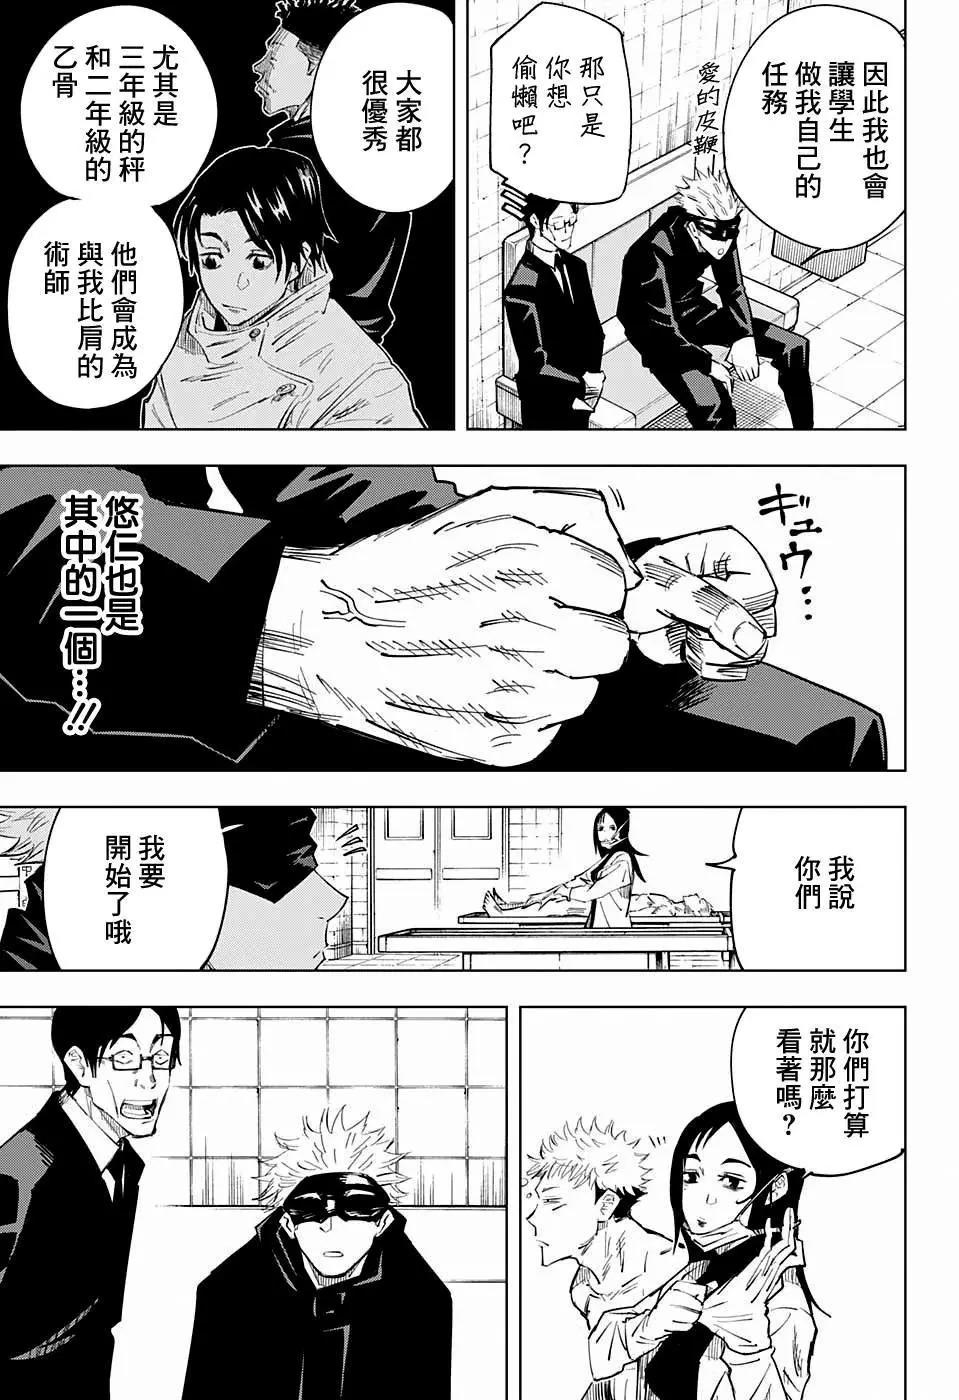 因此我也會
讓學生
做我自己的
任務
愛的皮鞭
那只是
你想
偷懶吧？
大家都
很優秀
尤其是
三年級的秤
和二年級的
乙骨
他們會成為
與我比肩的
術師
ギュウ…
悠仁也是
其中的一個…!!
我說
你們
我要
開始了哦
你們打算
就那麼
看著嗎?